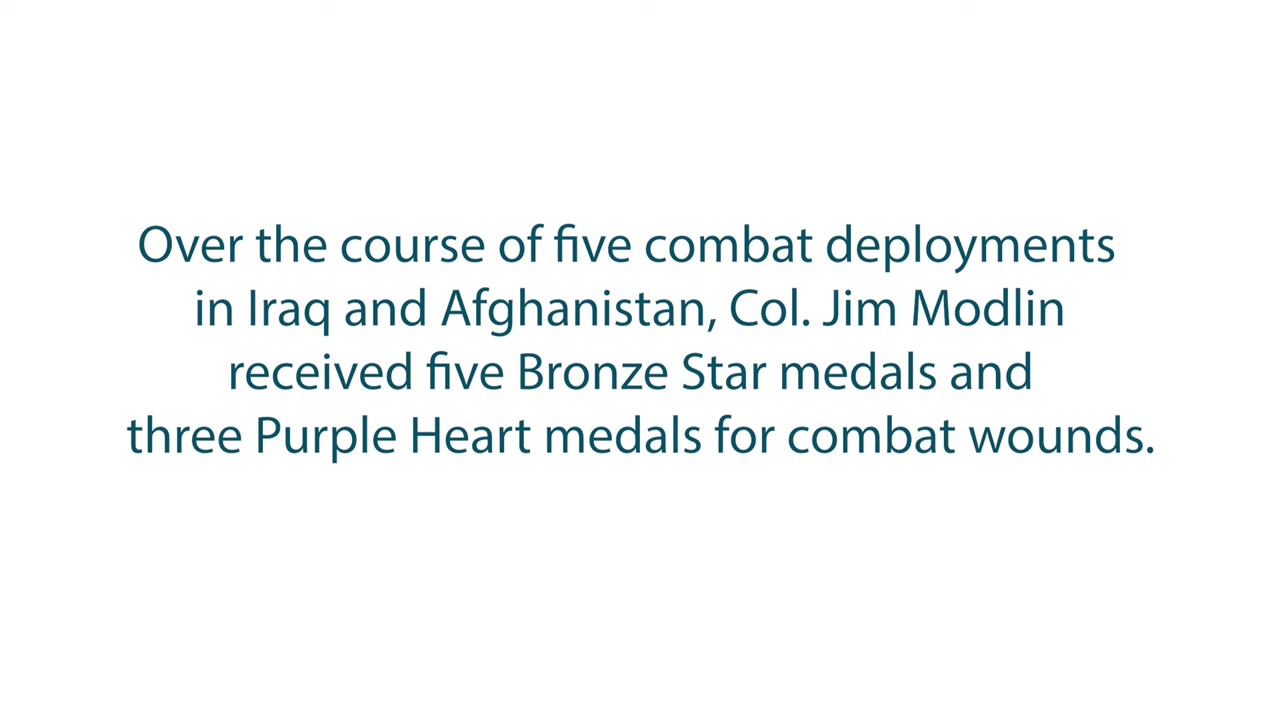 Over the course of five combat deployments
in Iraq and Afghanistan, Col. Jim Modlin
received five Bronze Star medals and
three Purple Heart medals for combat wounds.